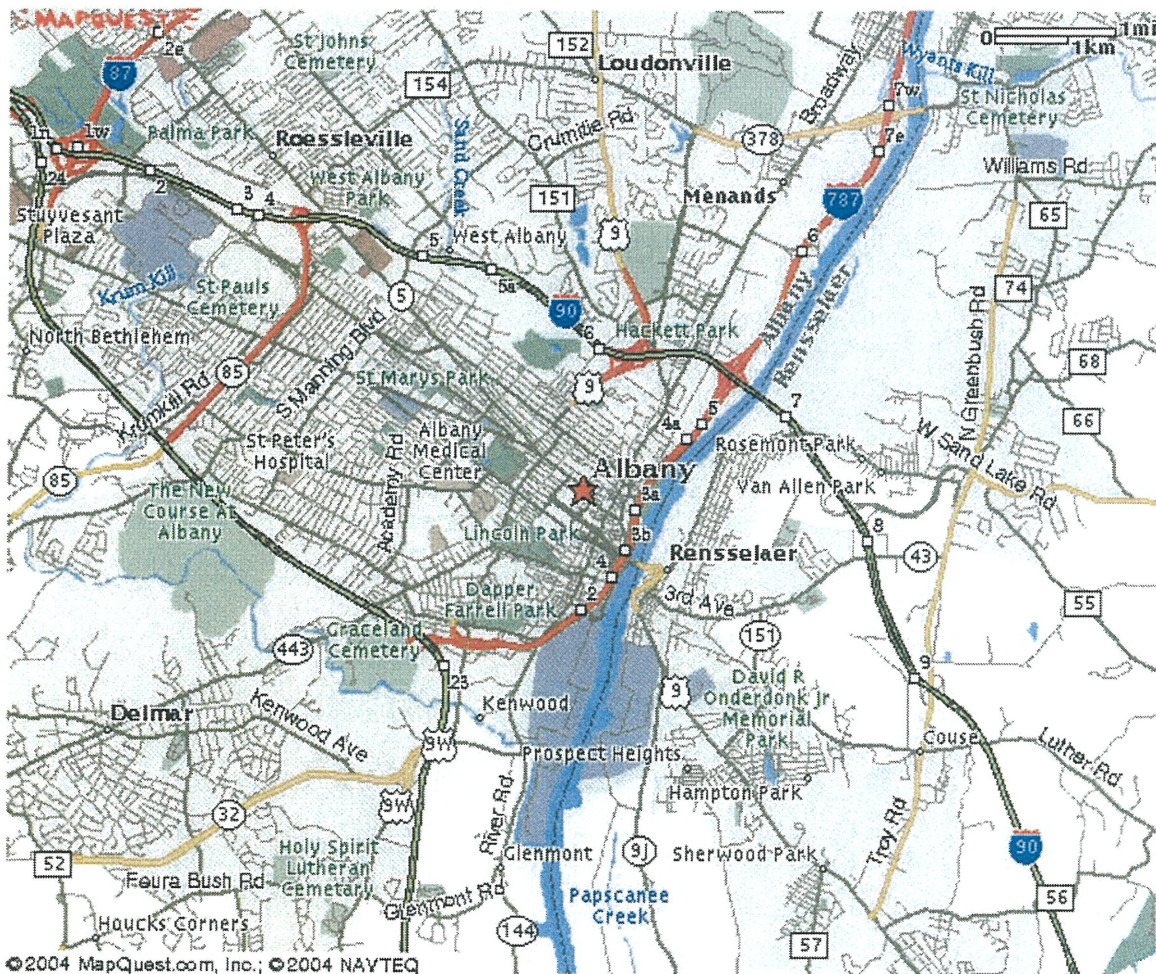 MAPQUEST
2e
87
St Johns
Cemetery
152
Loudonville
154
Broadway
0 1mi
1km
Wyants Kill
7w
St Nicholas
Cemetery
1n
1w
Palma Park
Roessleville
Sand Creek
Crumitie Rd
378
7e
Williams Rd
24
2
3
4
West Albany
Park
151
Menands
787
65
Stuyvesant
Plaza
5
West Albany
9
6
Krum Kill
St Pauls
Cemetery
5a
5
90
Albany
Rensselaer
74
N Greenbush Rd
North Bethlehem
6
Hackett Park
68
85
S Manning Blvd
St Marys Park
9
Krumkill Rd
5
7
66
St Peter's
Hospital
Albany
Medical
Center
4a
Rosemont Park
W Sand Lake Rd
85
Academy Rd
Albany
3a
Van Allen Park
The New
Course At
Albany
Lincoln Park
3b
8
43
4
Rensselaer
Dapper
Farrell Park
2
3rd Ave
55
Graceland
Cemetery
151
443
23
9
9
David R
Onderdonk Jr
Memorial
Park
Delmar
Kenwood Ave
Kenwood
9W
Prospect Heights
Couse
Luther Rd
9W
Hampton Park
32
River Rd
Troy Rd
52
Holy Spirit
Lutheran
Cemetary
Glenmont
9J
Sherwood Park
90
Feura Bush Rd
Glenmont R
Papscanee
Creek
56
Houcks Corners
144
57
©2004 MapQuest.com, Inc.; ©2004 NAVTEQ